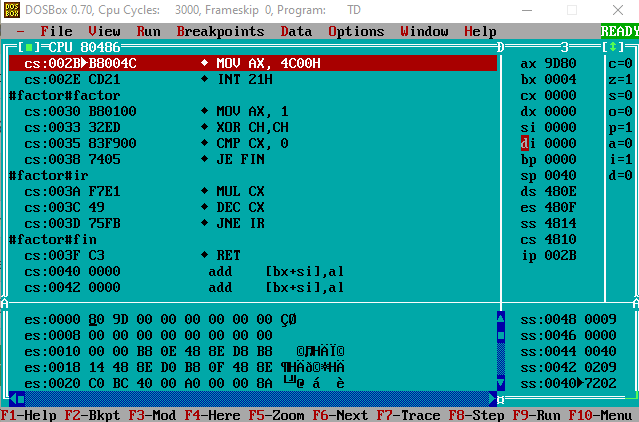 DOSBox 0.70, Cpu Cycles: 3000, Frameskip 0, Program: TD
File View Run Breakpoints Data Options Window Help READY
[■]=CPU 80486 D 3 [↕]
cs:002B►B8004C ♦ MOV AX, 4C00H ax 9D80 c=0
cs:002E CD21 ♦ INT 21H bx 0004 z=1
#factor#factor cx 0000 s=0
cs:0030 B80100 ♦ MOV AX, 1 dx 0000 o=0
cs:0033 32ED ♦ XOR CH,CH si 0000 p=1
cs:0035 83F900 ♦ CMP CX, 0 di 0000 a=0
cs:0038 7405 ♦ JE FIN bp 0000 i=1
#factor#ir sp 0040 d=0
cs:003A F7E1 ♦ MUL CX ds 480E
cs:003C 49 ♦ DEC CX es 480F
cs:003D 75FB ♦ JNE IR ss 4814
#factor#fin cs 4810
cs:003F C3 ♦ RET ip 002B
cs:0040 0000 add [bx+si],al
cs:0042 0000 add [bx+si],al
es:0000 80 9D 00 00 00 00 00 00 ÇØ ss:0048 0009
es:0008 00 00 00 00 00 00 00 00 ss:0046 0000
es:0010 00 00 B8 0E 48 8E D8 B8 ss:0044 0040
es:0018 14 48 8E D0 B8 0F 48 8E ss:0042 0209
es:0020 C0 BC 40 00 A0 00 00 8A ss:0040►7202
F1-Help F2-Bkpt F3-Mod F4-Here F5-Zoom F6-Next F7-Trace F8-Step F9-Run F10-Menu